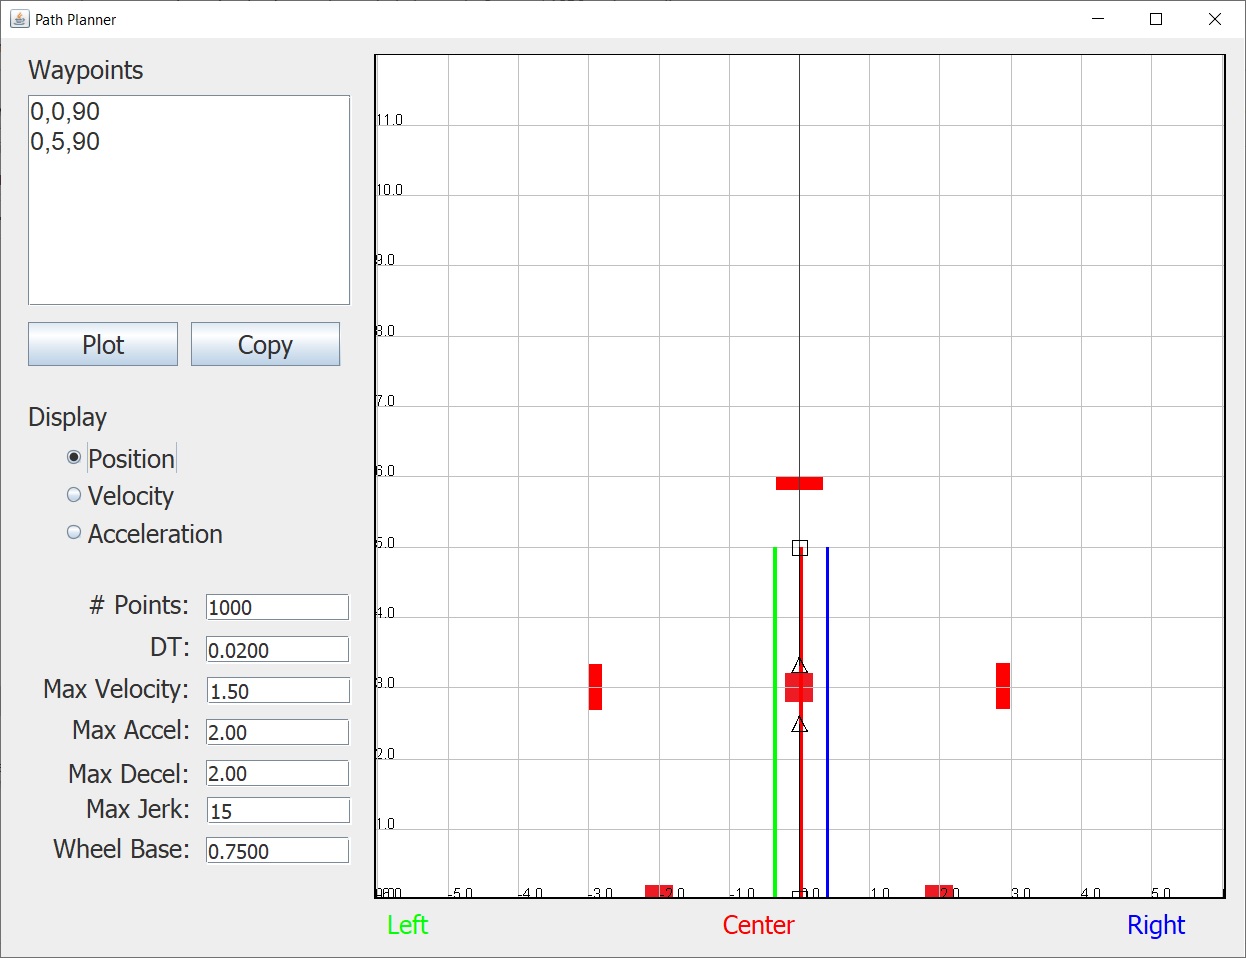 Path Planner
Waypoints
0,0,90
0,5,90
Plot
Copy
Display
Position
Velocity
Acceleration
# Points: 1000
DT: 0.0200
Max Velocity: 1.50
Max Accel: 2.00
Max Decel: 2.00
Max Jerk: 15
Wheel Base: 0.7500
11.0
10.0
9.0
8.0
7.0
6.0
5.0
4.0
3.0
2.0
1.0
-5.0 -4.0 -3.0 -2.0 -1.0 0.0 1.0 2.0 3.0 4.0 5.0
Left Center Right